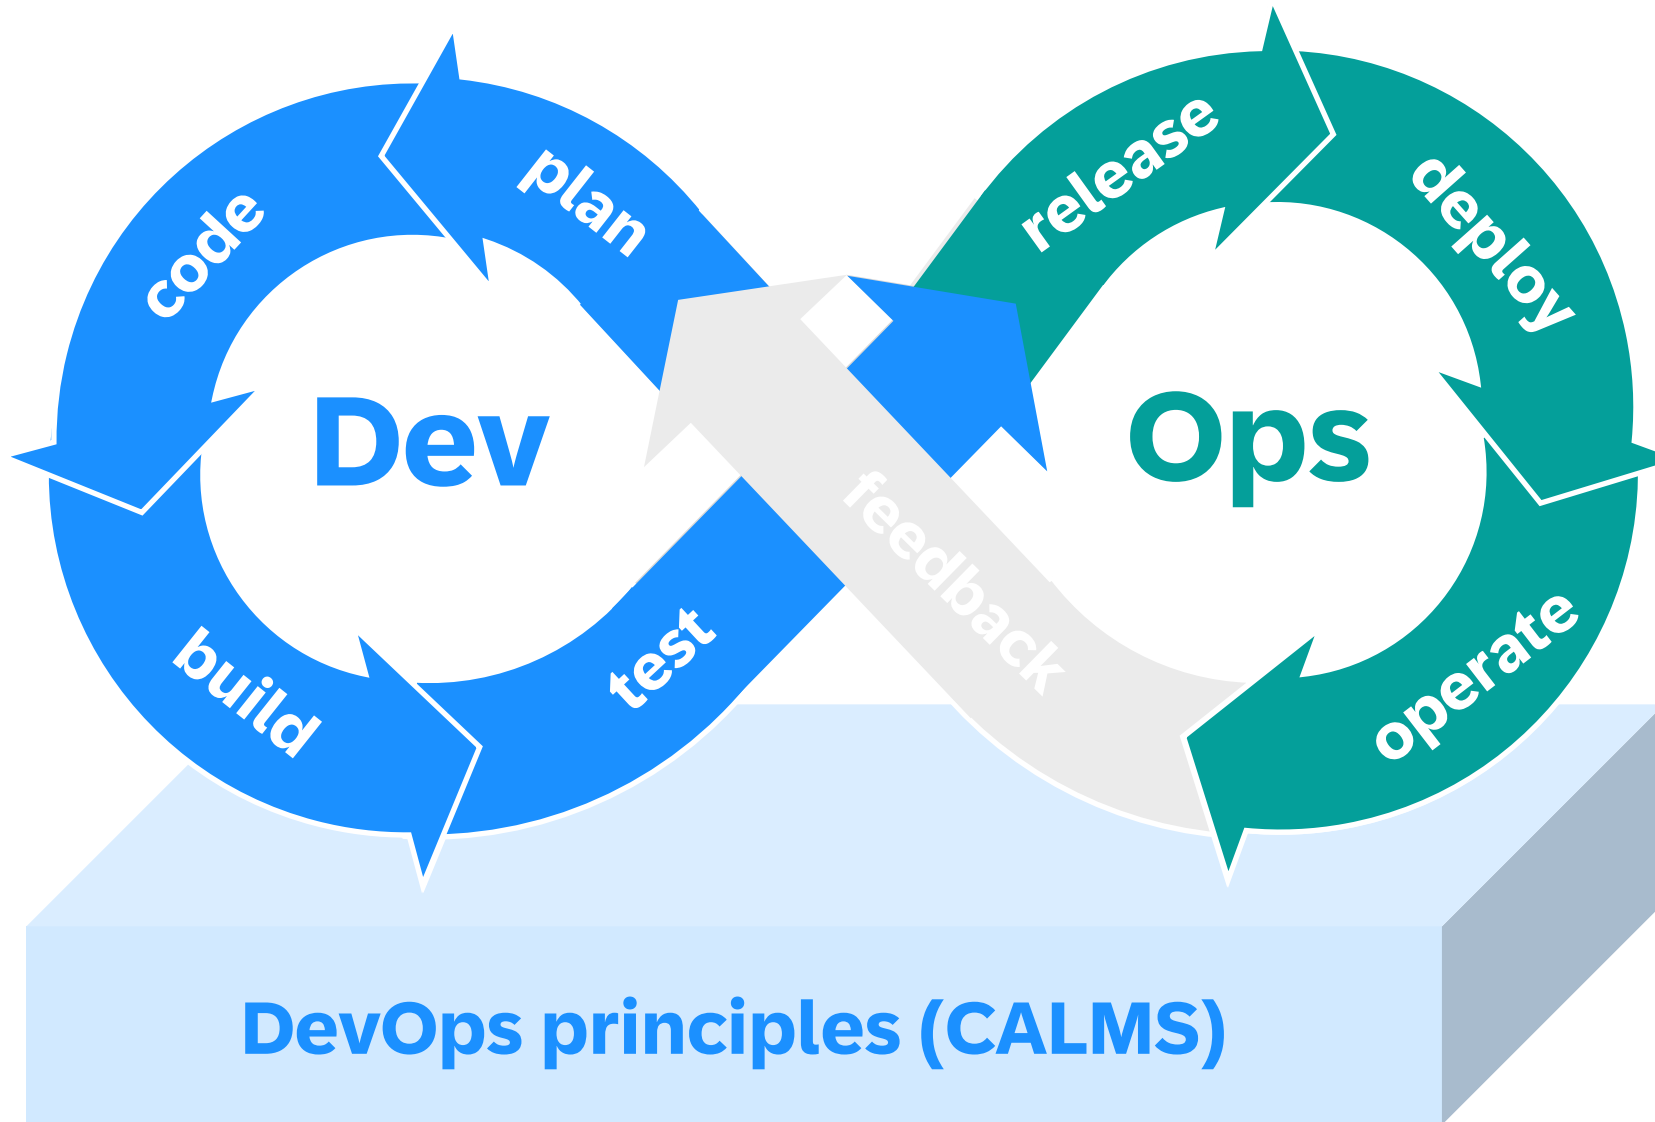 plan
code
build
test
release
deploy
operate
feedback
Dev
Ops
DevOps principles (CALMS)